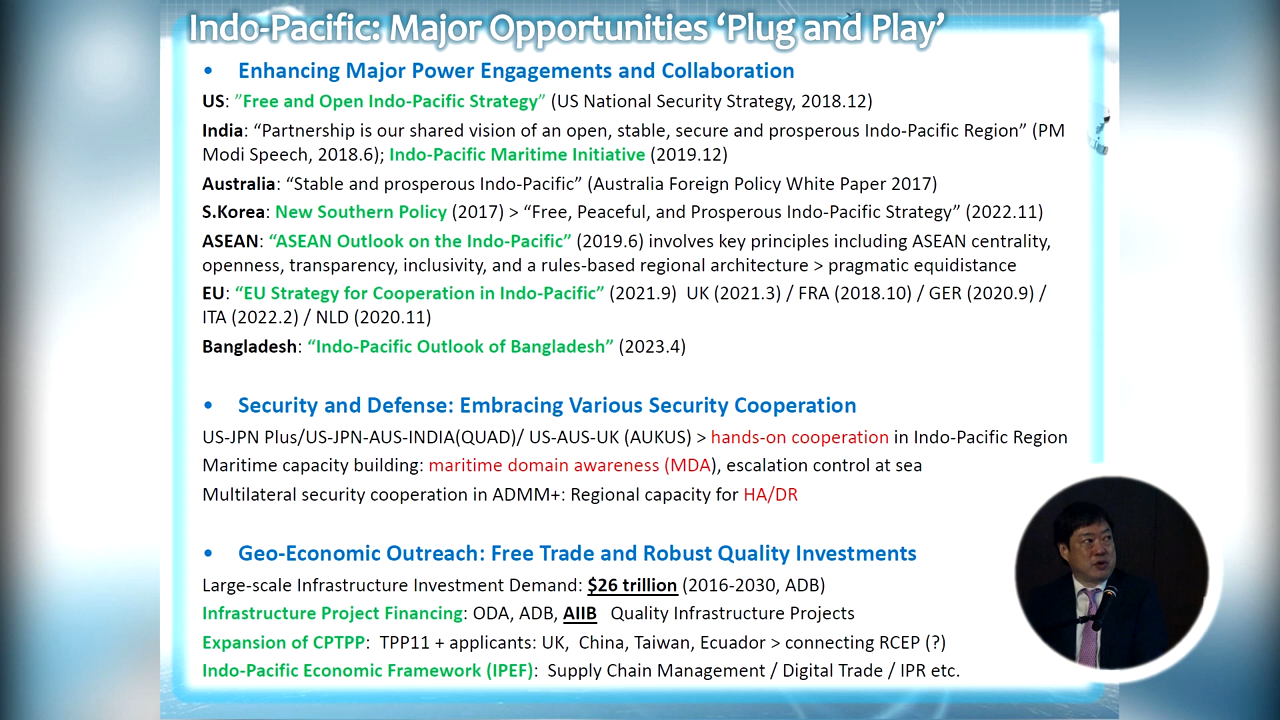 Indo-Pacific: Major Opportunities ‘Plug and Play’
• Enhancing Major Power Engagements and Collaboration
US: ”Free and Open Indo-Pacific Strategy” (US National Security Strategy, 2018.12)
India: “Partnership is our shared vision of an open, stable, secure and prosperous Indo-Pacific Region” (PM
Modi Speech, 2018.6); Indo-Pacific Maritime Initiative (2019.12)
Australia: “Stable and prosperous Indo-Pacific” (Australia Foreign Policy White Paper 2017)
S.Korea: New Southern Policy (2017) > “Free, Peaceful, and Prosperous Indo-Pacific Strategy” (2022.11)
ASEAN: “ASEAN Outlook on the Indo-Pacific” (2019.6) involves key principles including ASEAN centrality,
openness, transparency, inclusivity, and a rules-based regional architecture > pragmatic equidistance
EU: “EU Strategy for Cooperation in Indo-Pacific” (2021.9) UK (2021.3) / FRA (2018.10) / GER (2020.9) /
ITA (2022.2) / NLD (2020.11)
Bangladesh: “Indo-Pacific Outlook of Bangladesh” (2023.4)
• Security and Defense: Embracing Various Security Cooperation
US-JPN Plus/US-JPN-AUS-INDIA(QUAD)/ US-AUS-UK (AUKUS) > hands-on cooperation in Indo-Pacific Region
Maritime capacity building: maritime domain awareness (MDA), escalation control at sea
Multilateral security cooperation in ADMM+: Regional capacity for HA/DR
• Geo-Economic Outreach: Free Trade and Robust Quality Investments
Large-scale Infrastructure Investment Demand: $26 trillion (2016-2030, ADB)
Infrastructure Project Financing: ODA, ADB, AIIB Quality Infrastructure Projects
Expansion of CPTPP: TPP11 + applicants: UK, China, Taiwan, Ecuador > connecting RCEP (?)
Indo-Pacific Economic Framework (IPEF): Supply Chain Management / Digital Trade / IPR etc.